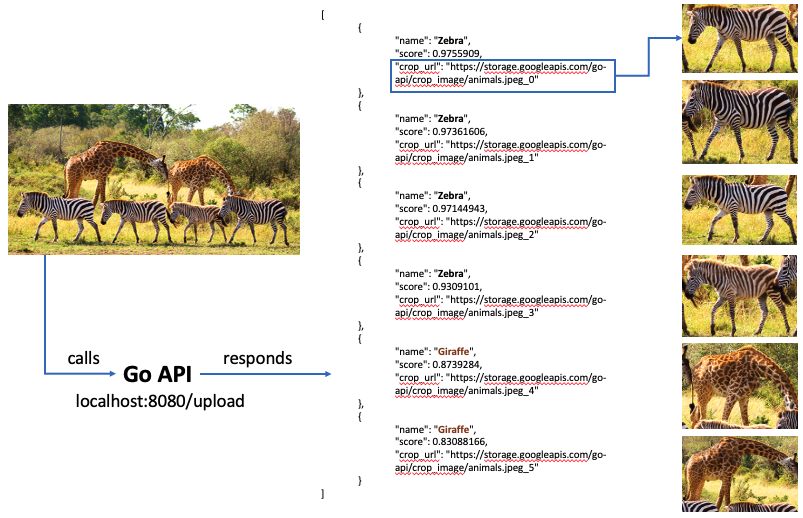 [
{
"name": "Zebra",
"score": 0.9755909,
"crop_url": "https://storage.googleapis.com/go-
api/crop_image/animals.jpeg_0"
},
{
"name": "Zebra",
"score": 0.97361606,
"crop_url": "https://storage.googleapis.com/go-
api/crop_image/animals.jpeg_1"
},
{
"name": "Zebra",
"score": 0.97144943,
"crop_url": "https://storage.googleapis.com/go-
api/crop_image/animals.jpeg_2"
},
{
"name": "Zebra",
"score": 0.9309101,
"crop_url": "https://storage.googleapis.com/go-
api/crop_image/animals.jpeg_3"
},
{
"name": "Giraffe",
"score": 0.8739284,
"crop_url": "https://storage.googleapis.com/go-
api/crop_image/animals.jpeg_4"
},
{
"name": "Giraffe",
"score": 0.83088166,
"crop_url": "https://storage.googleapis.com/go-
api/crop_image/animals.jpeg_5"
}
]
calls
Go API
responds
localhost:8080/upload